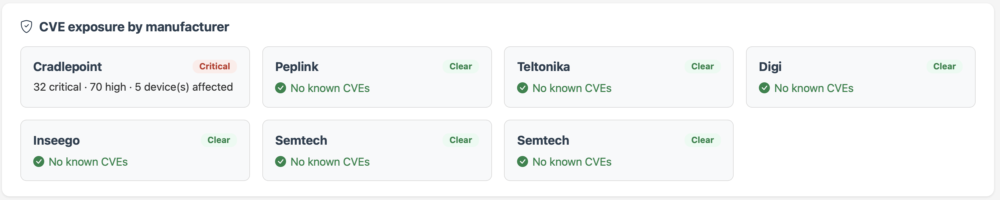 CVE exposure by manufacturer
Cradlepoint
Critical
32 critical · 70 high · 5 device(s) affected
Peplink
Clear
No known CVEs
Teltonika
Clear
No known CVEs
Digi
Clear
No known CVEs
Inseego
Clear
No known CVEs
Semtech
Clear
No known CVEs
Semtech
Clear
No known CVEs